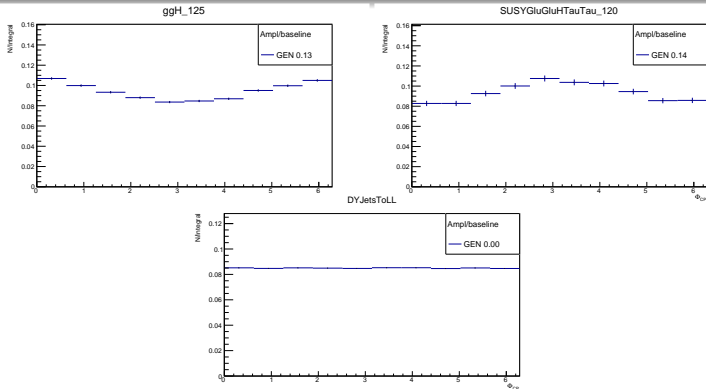 ggH_125
N/Integral
0.16
0.14
0.12
0.1
0.08
0.06
0.04
0.02
0
Ampl/baseline
GEN 0.13
0 1 2 3 4 5 6
SUSYGluGluHTauTau_120
N/Integral
0.16
0.14
0.12
0.1
0.08
0.06
0.04
0.02
0
Ampl/baseline
GEN 0.14
0 1 2 3 4 5 6
Φ_CP
DYJetsToLL
N/Integral
0.12
0.1
0.08
0.06
0.04
0.02
0
Ampl/baseline
GEN 0.00
0 1 2 3 4 5 6
Φ_CP